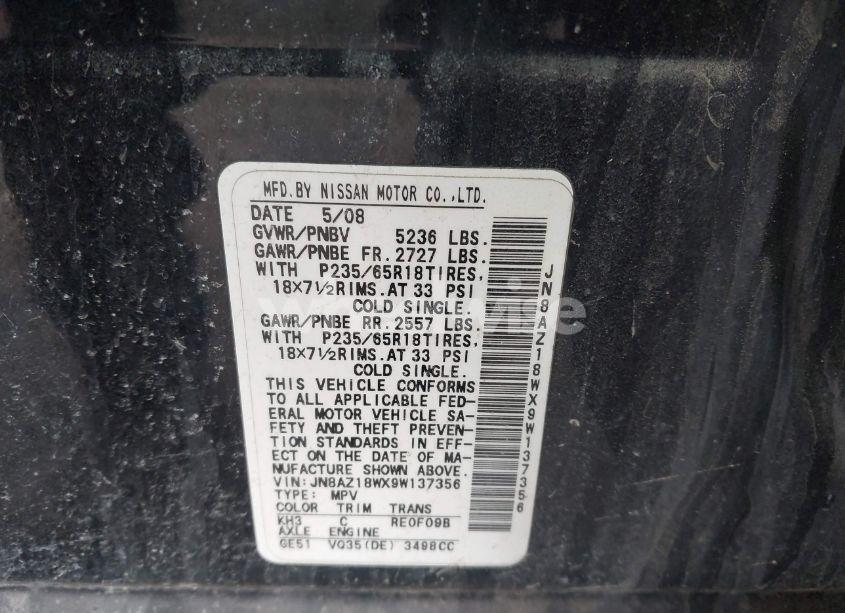 MFD.BY NISSAN MOTOR CO.,LTD.
DATE 5/08
GVWR/PNBV 5236 LBS.
GAWR/PNBE FR.2727 LBS.
WITH P235/65R18TIRES,
18X7½RIMS.AT 33 PSI
COLD SINGLE.
GAWR/PNBE RR.2557 LBS.
WITH P235/65R18TIRES,
18X7½RIMS.AT 33 PSI
COLD SINGLE.
THIS VEHICLE CONFORMS
TO ALL APPLICABLE FED-
ERAL MOTOR VEHICLE SA-
FETY AND THEFT PREVEN-
TION STANDARDS IN EFF-
ECT ON THE DATE OF MA-
NUFACTURE SHOWN ABOVE.
VIN:JN8AZ18WX9W137356
TYPE: MPV
COLOR TRIM TRANS
KH3 C RE0F09B
AXLE ENGINE
GE51 VQ35(DE) 3498CC
JN8AZ18WX9W137356